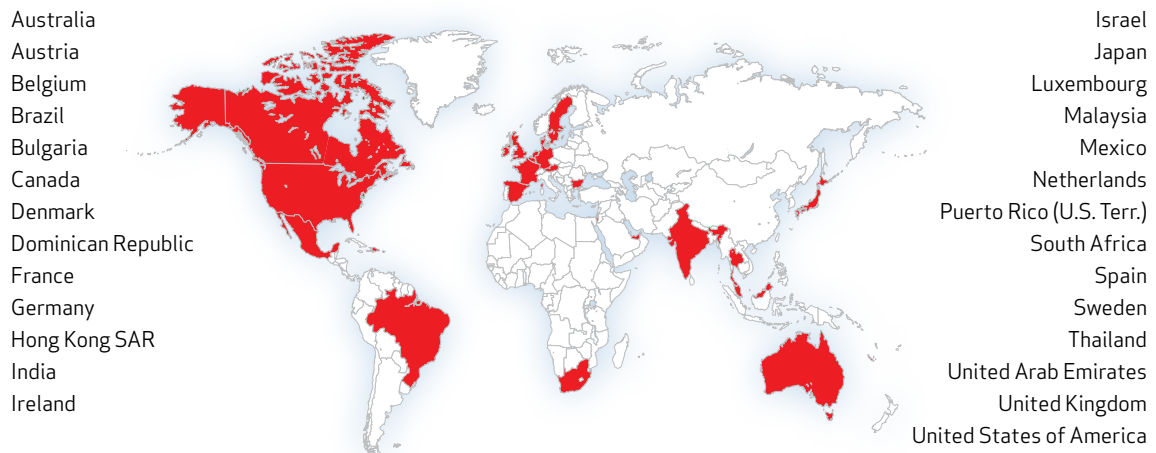 Australia
Austria
Belgium
Brazil
Bulgaria
Canada
Denmark
Dominican Republic
France
Germany
Hong Kong SAR
India
Ireland
Israel
Japan
Luxembourg
Malaysia
Mexico
Netherlands
Puerto Rico (U.S. Terr.)
South Africa
Spain
Sweden
Thailand
United Arab Emirates
United Kingdom
United States of America